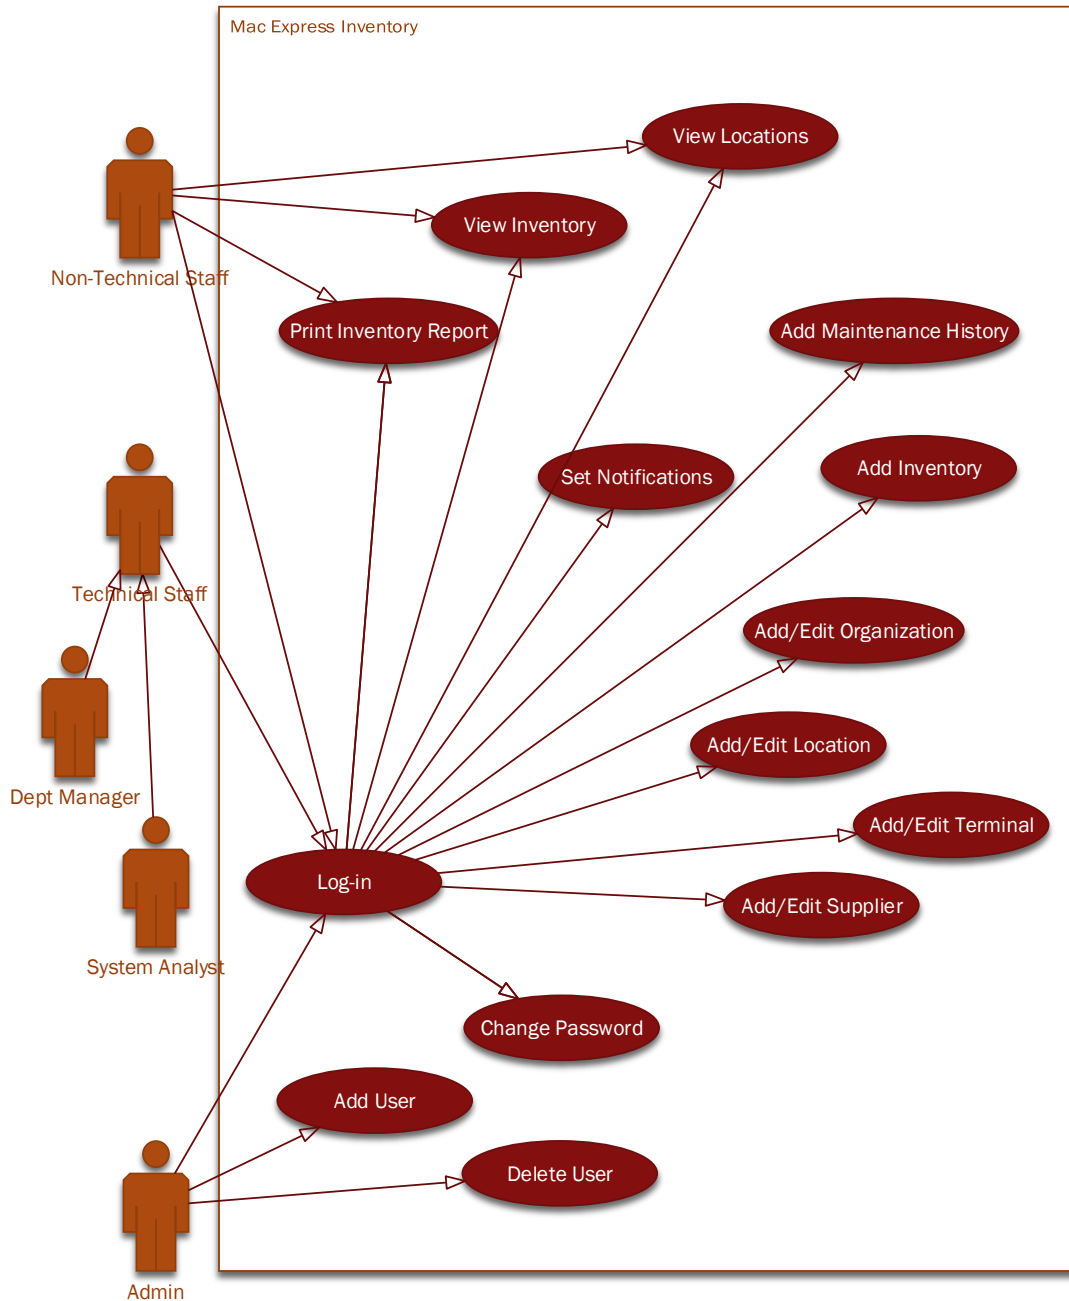 Mac Express Inventory
View Locations
View Inventory
Non-Technical Staff
Print Inventory Report
Add Maintenance History
Set Notifications
Add Inventory
Technical Staff
Add/Edit Organization
Add/Edit Location
Dept Manager
Add/Edit Terminal
Log-in
Add/Edit Supplier
System Analyst
Change Password
Add User
Delete User
Admin